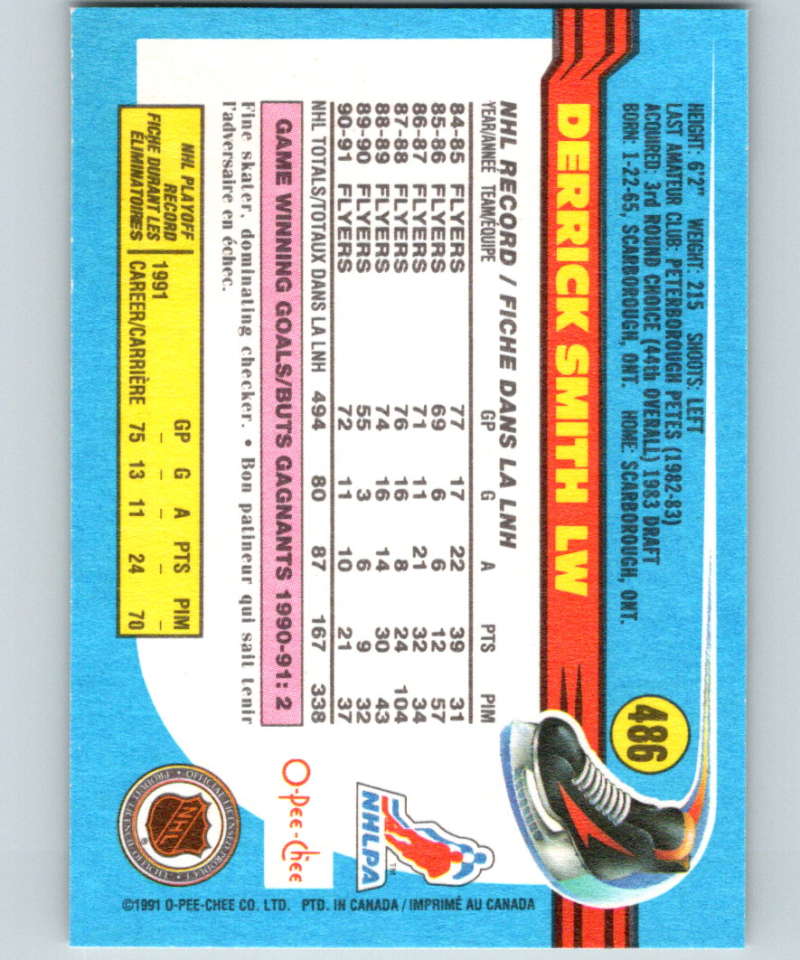 HEIGHT: 6'2" WEIGHT: 215 SHOOTS: LEFT
LAST AMATEUR CLUB: PETERBOROUGH PETES (1982-83)
ACQUIRED: 3rd ROUND CHOICE (44th OVERALL) 1983 DRAFT
BORN: 1-22-65, SCARBOROUGH, ONT. HOME: SCARBOROUGH, ONT.
486
DERRICK SMITH LW
NHL RECORD / FICHE DANS LA LNH
YEAR/ANNÉE TEAM/ÉQUIPE GP G A PTS PIM
84-85 FLYERS 77 17 22 39 31
85-86 FLYERS 69 6 6 12 57
86-87 FLYERS 71 11 21 32 34
87-88 FLYERS 76 16 8 24 104
88-89 FLYERS 74 16 14 30 43
89-90 FLYERS 55 3 6 9 32
90-91 FLYERS 72 11 10 21 37
NHL TOTALS/TOTAUX DANS LA LNH 494 80 87 167 338
GAME WINNING GOALS/BUTS GAGNANTS 1990-91: 2
Fine skater, dominating checker. • Bon patineur qui sait tenir
l'adversaire en échec.
NHL PLAYOFF
RECORD
FICHE DURANT LES
ÉLIMINATOIRES
GP G A PTS PIM
1991 – – – – –
CAREER/CARRIÈRE 75 13 11 24 70
NHLPA
TM
O-Pee-Chee
NHL
OFFICIAL LICENSED PRODUCT
©1991 O-PEE-CHEE CO. LTD. PTD. IN CANADA / IMPRIMÉ AU CANADA